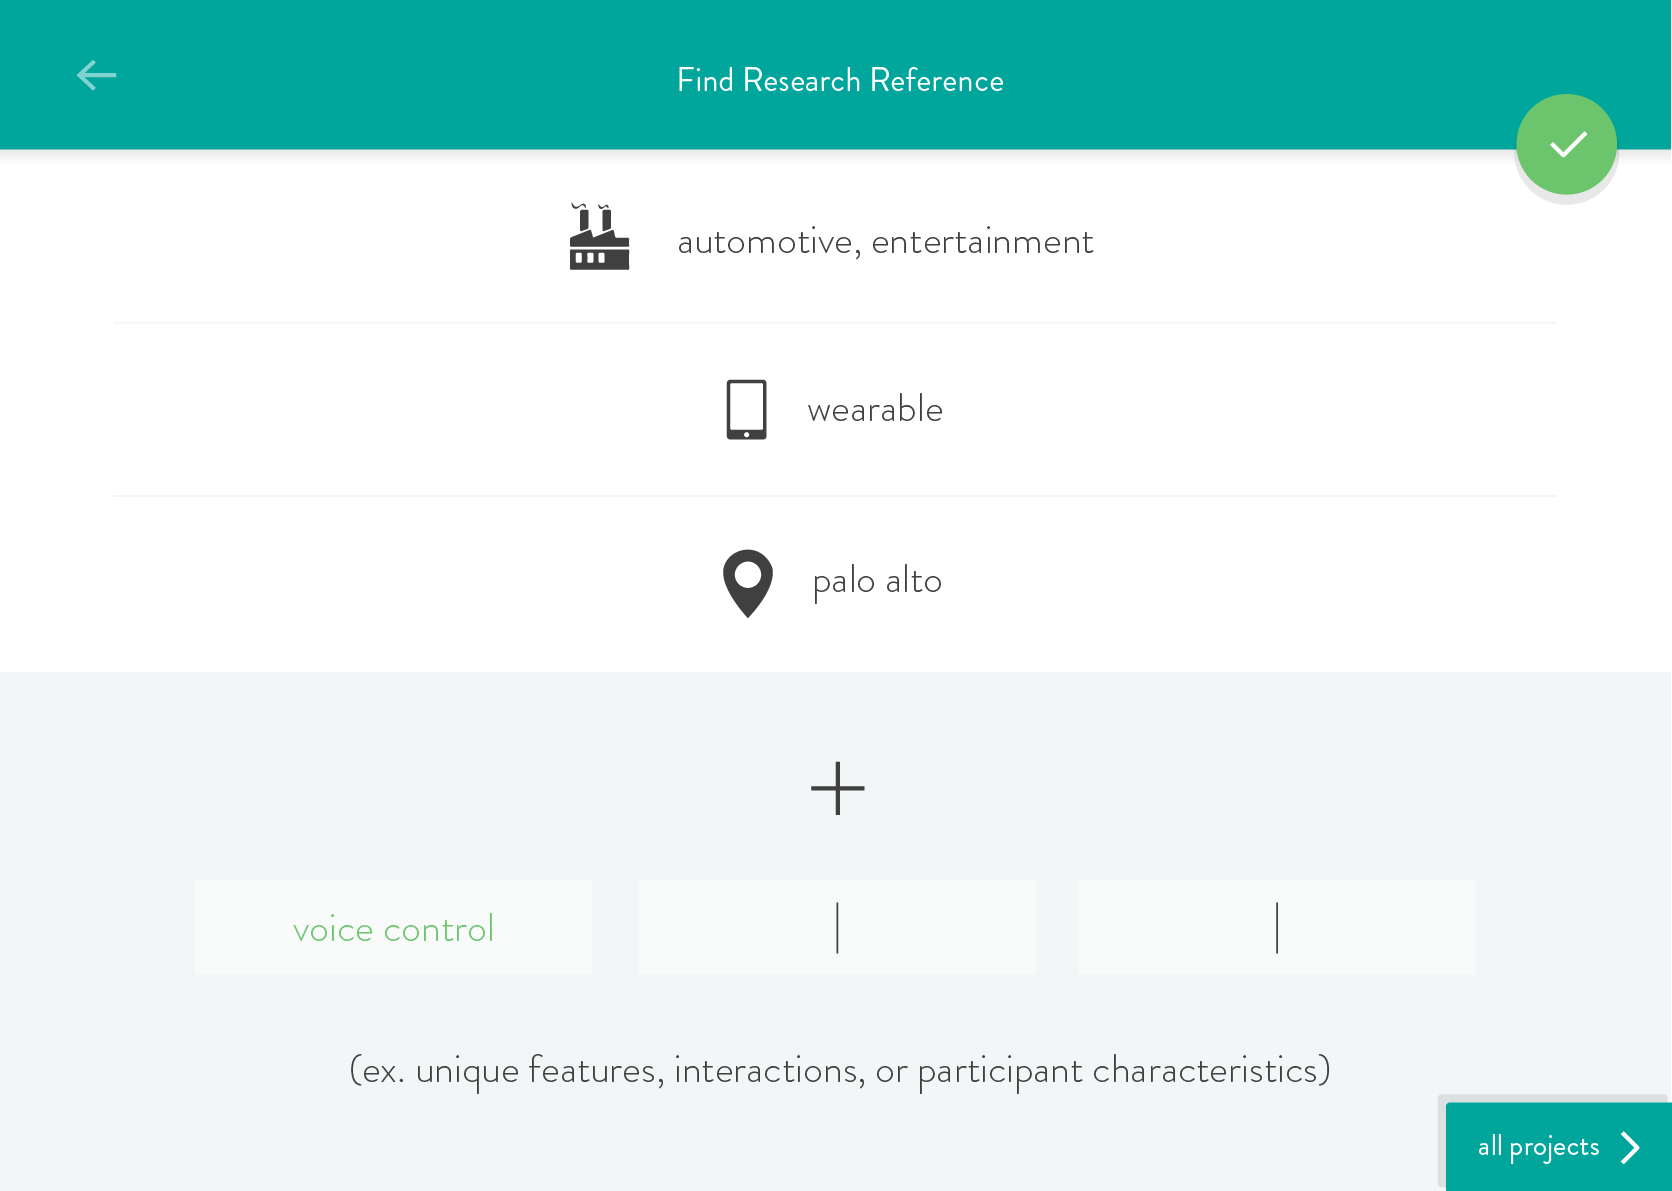 Find Research Reference
automotive, entertainment
wearable
palo alto
voice control
(ex. unique features, interactions, or participant characteristics)
all projects